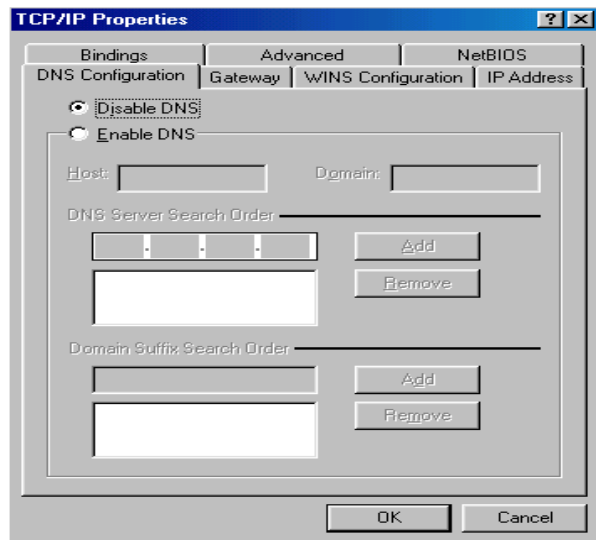 TCP/IP Properties
Bindings Advanced NetBIOS
DNS Configuration Gateway WINS Configuration IP Address
Disable DNS
Enable DNS
Host: Domain:
DNS Server Search Order
Add
Remove
Domain Suffix Search Order
Add
Remove
OK Cancel